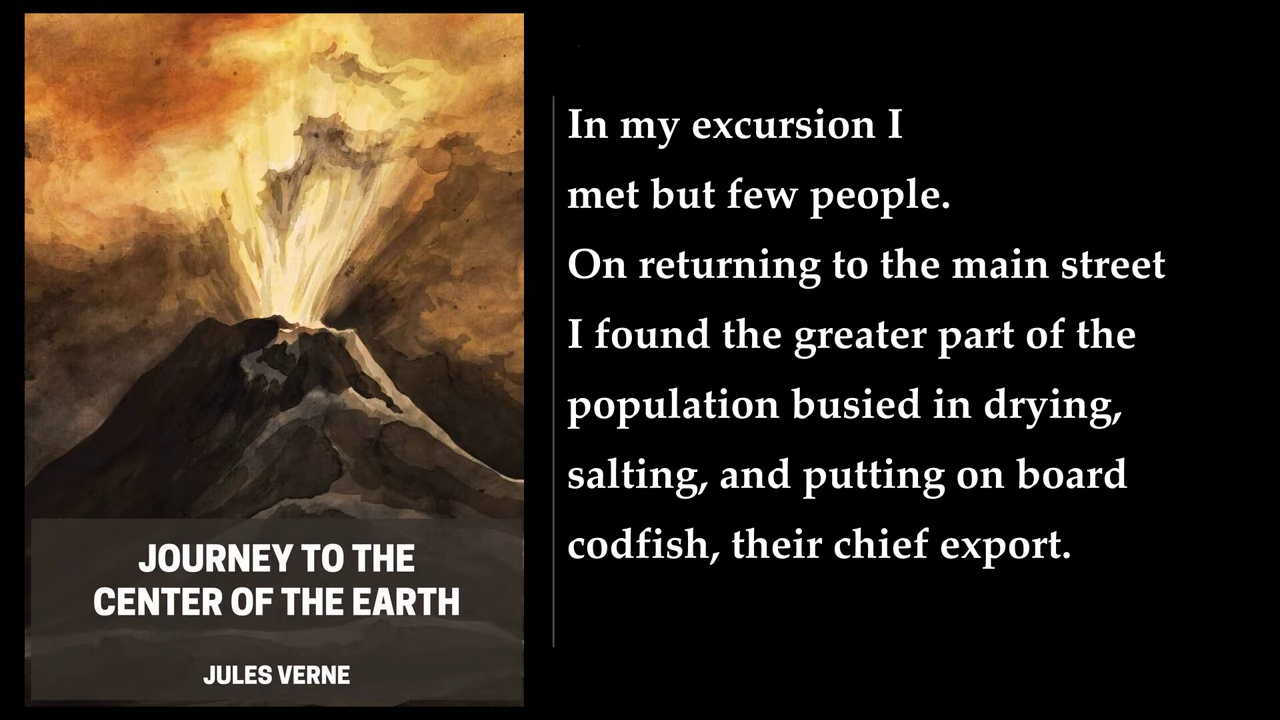 JOURNEY TO THE
CENTER OF THE EARTH
JULES VERNE
In my excursion I
met but few people.
On returning to the main street
I found the greater part of the
population busied in drying,
salting, and putting on board
codfish, their chief export.